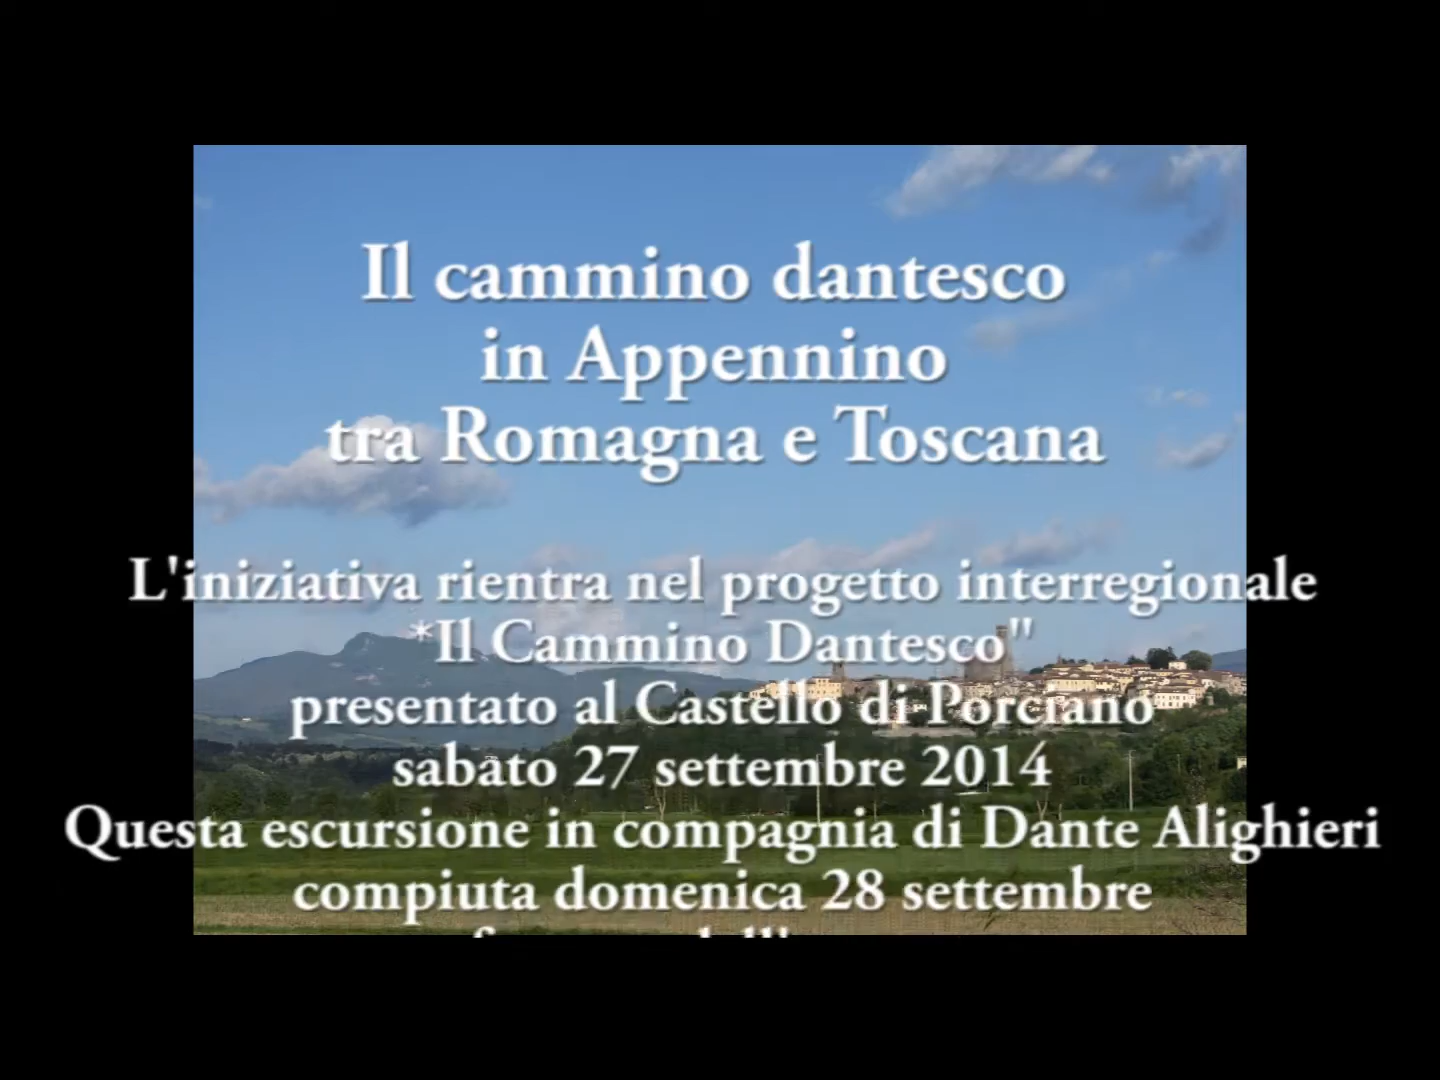 Il cammino dantesco
in Appennino
tra Romagna e Toscana
L'iniziativa rientra nel progetto interregionale
*Il Cammino Dantesco"
presentato al Castello di Porciano
sabato 27 settembre 2014
Questa escursione in compagnia di Dante Alighieri
compiuta domenica 28 settembre